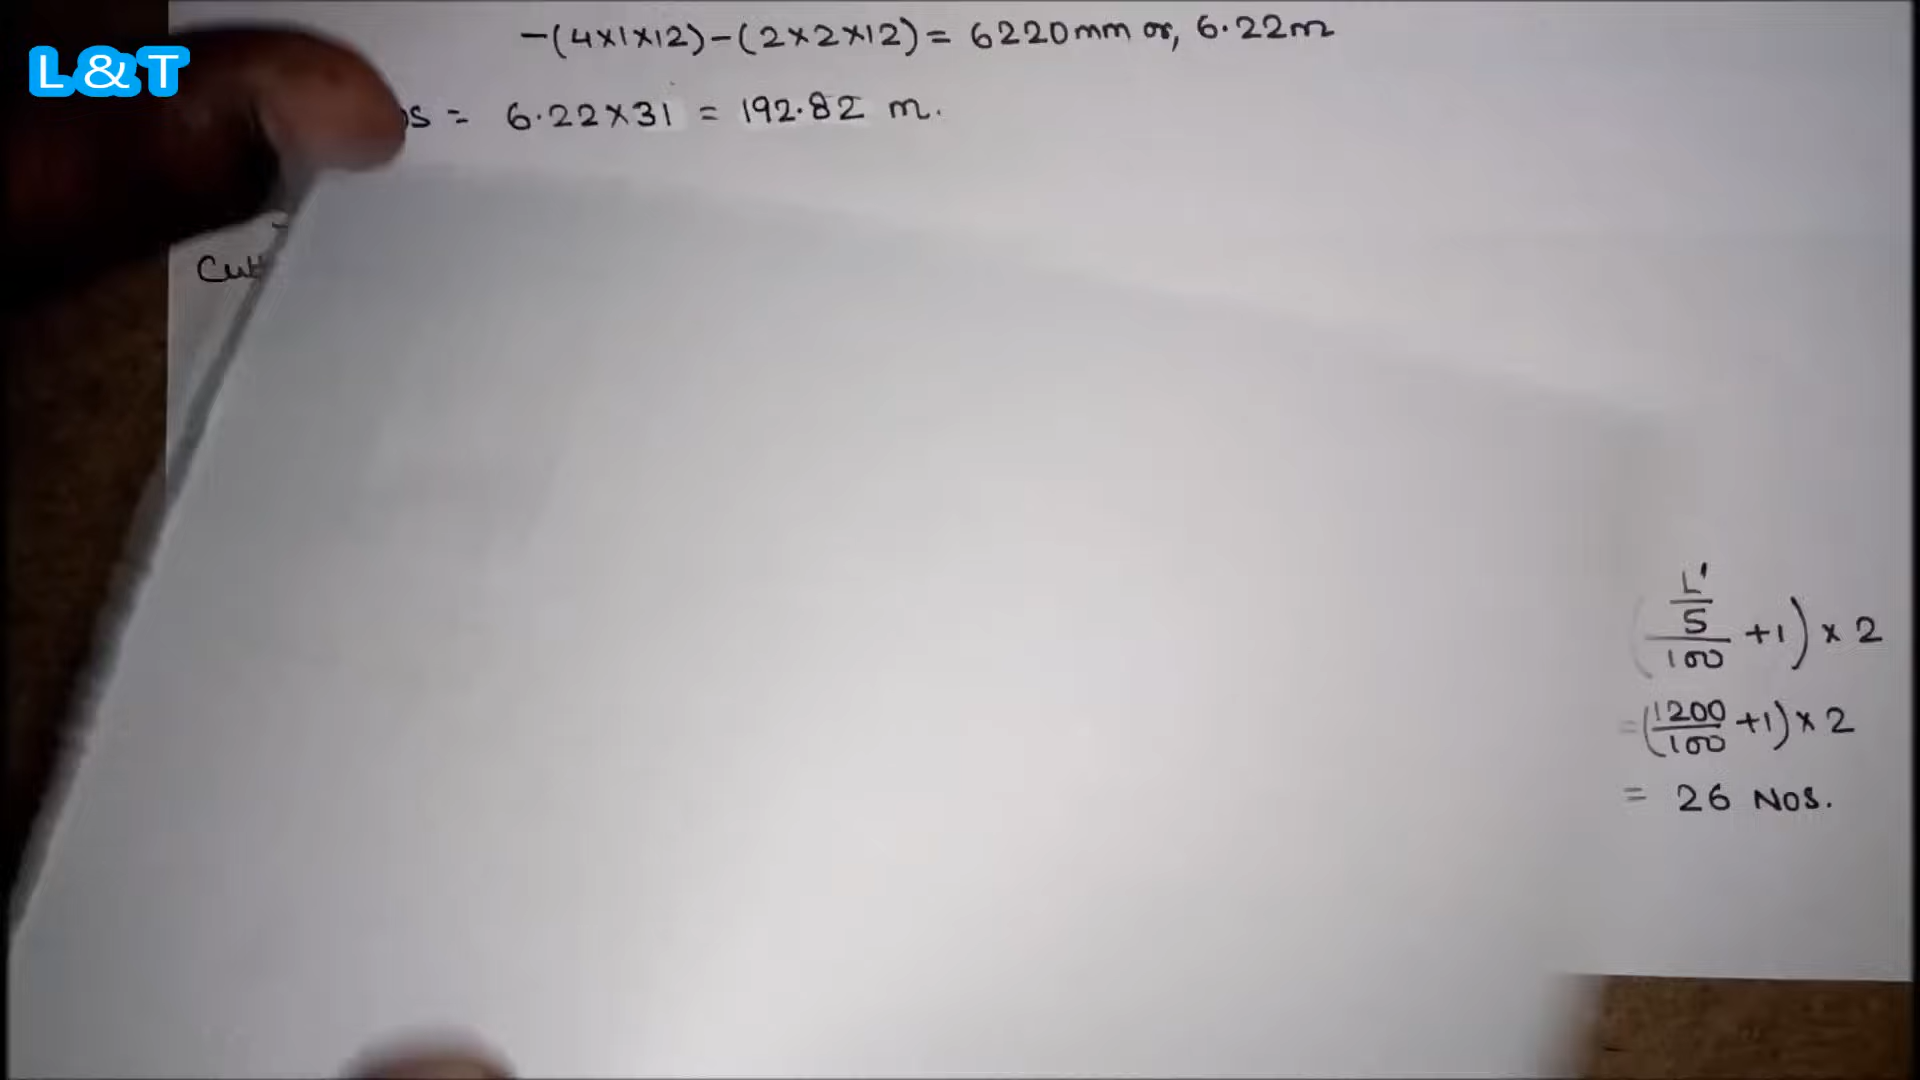 L&T
-(4×1×12)-(2×2×12) = 6220mm or, 6.22m
= 6.22×31 = 192.82 m.
(L'/S/100 +1)×2
=(1200/100 +1)×2
= 26 Nos.